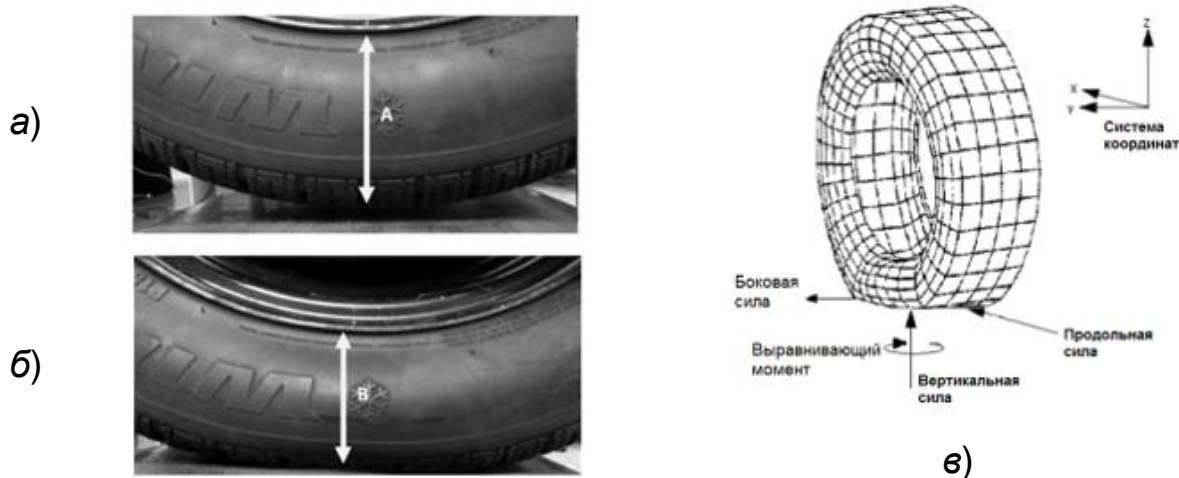 а)
A
б)
B
Z
X
Y
Система
координат
Боковая
сила
Выравнивающий
момент
Вертикальная
сила
Продольная
сила
в)